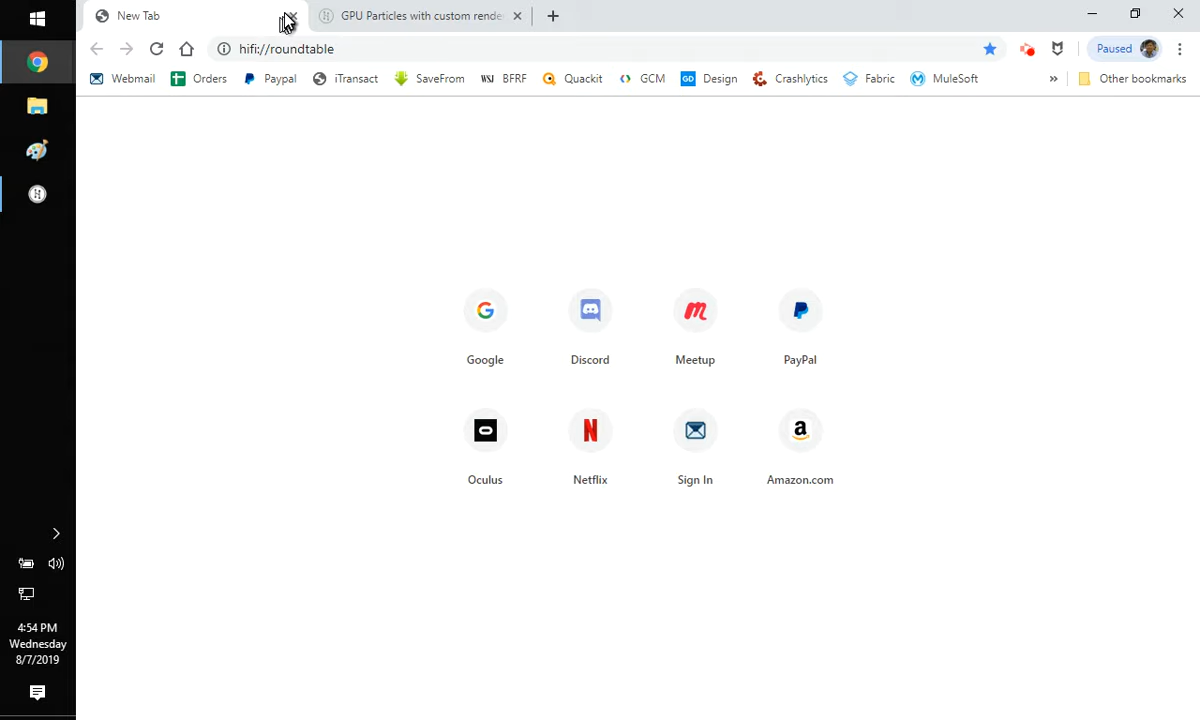 New Tab
GPU Particles with custom rende
hifi://roundtable
Paused
Webmail
Orders
Paypal
iTransact
SaveFrom
WSJ BFRF
Quackit
GCM
GD Design
Crashlytics
Fabric
MuleSoft
»
Other bookmarks
Google
Discord
Meetup
PayPal
Oculus
Netflix
Sign In
Amazon.com
4:54 PM
Wednesday
8/7/2019